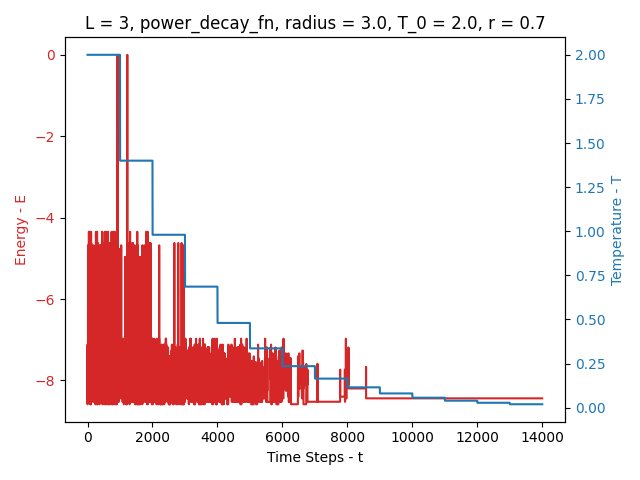 L = 3, power_decay_fn, radius = 3.0, T_0 = 2.0, r = 0.7
0
−2
−4
−6
−8
Energy - E
2.00
1.75
1.50
1.25
1.00
0.75
0.50
0.25
0.00
Temperature - T
0 2000 4000 6000 8000 10000 12000 14000
Time Steps - t